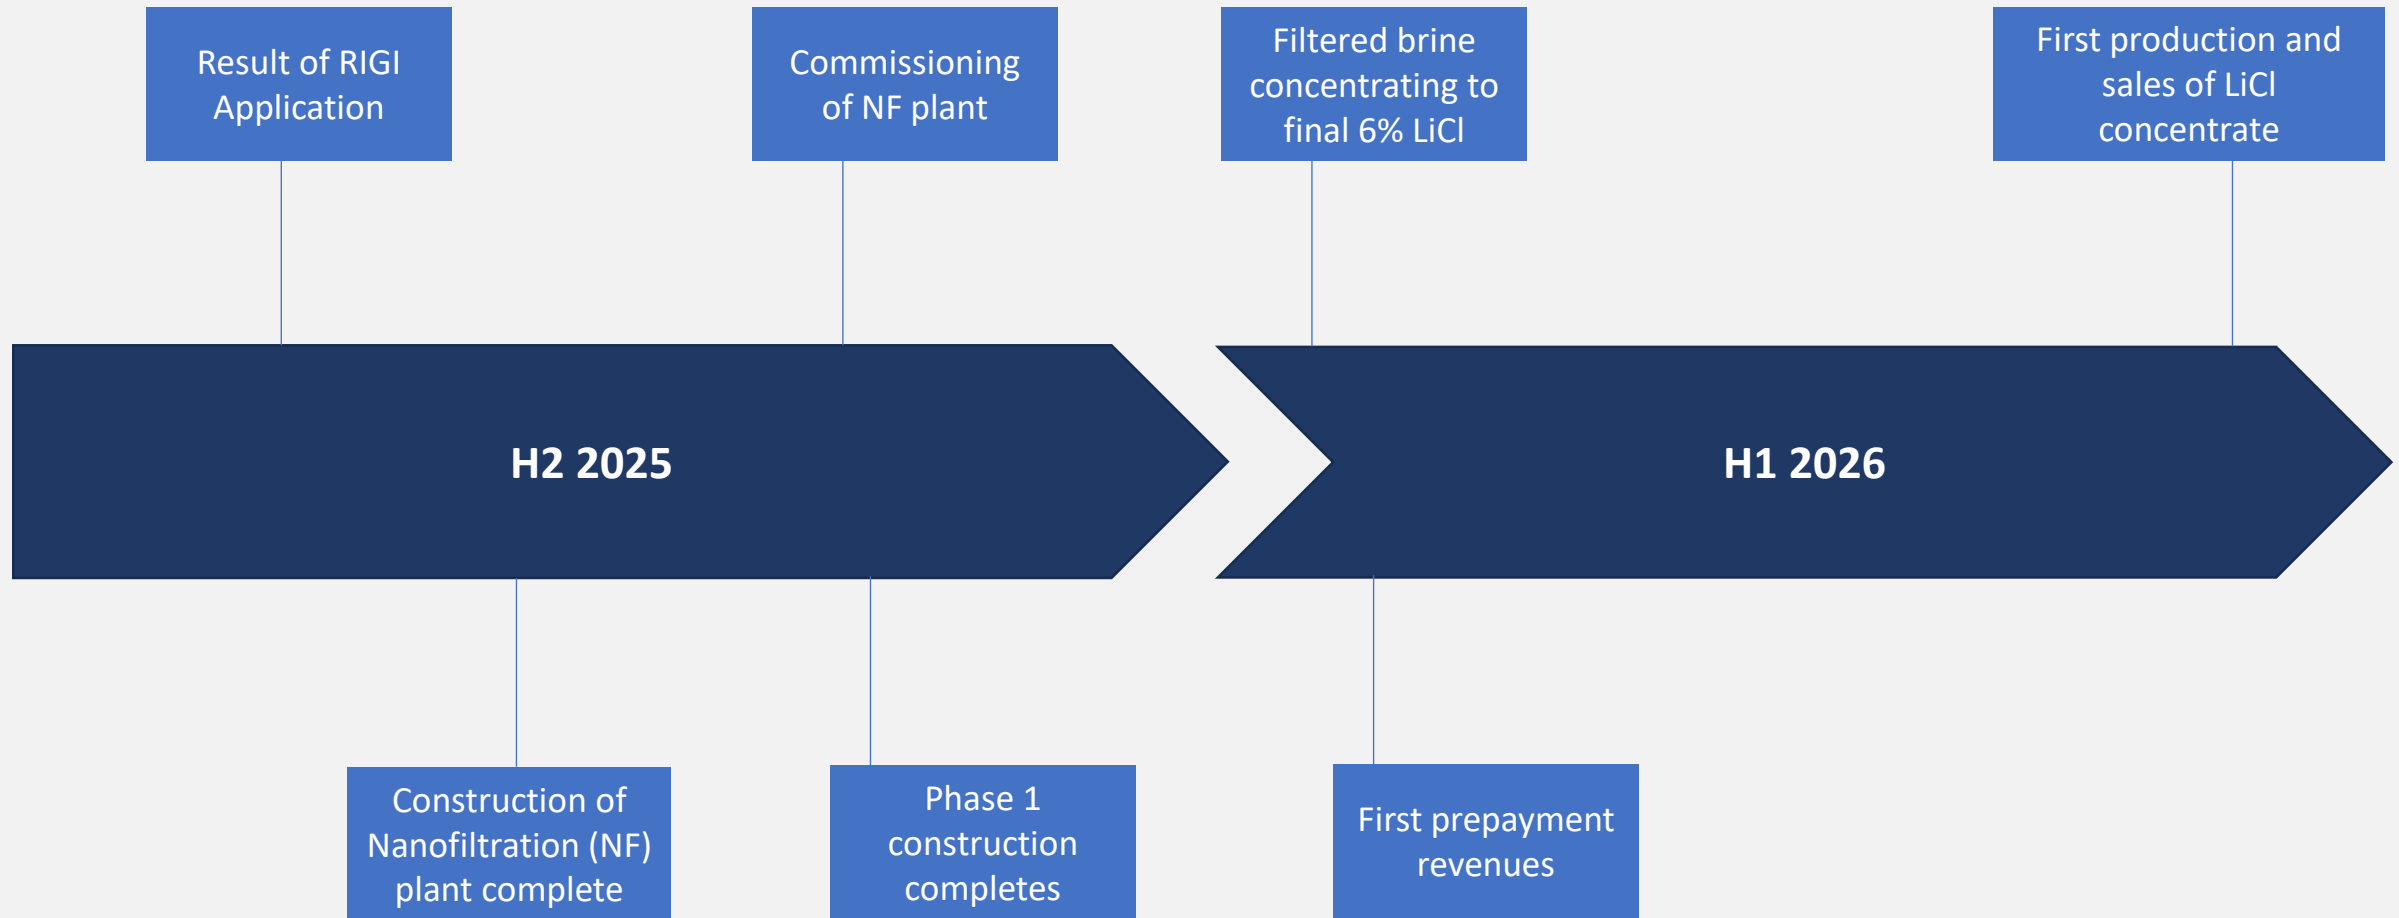 Result of RIGI
Application
Commissioning
of NF plant
Filtered brine
concentrating to
final 6% LiCl
First production and
sales of LiCl
concentrate
H2 2025
H1 2026
Construction of
Nanofiltration (NF)
plant complete
Phase 1
construction
completes
First prepayment
revenues